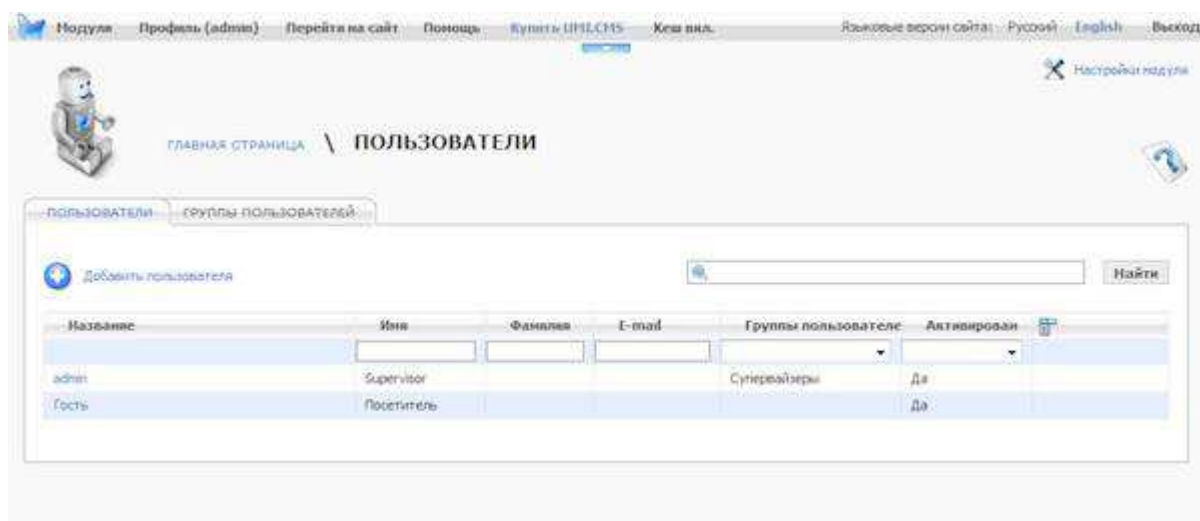 Модули Профиль (admin) Перейти на сайт Помощь Купить UMI.CMS Кеш вкл. Языковые версии сайта: Русский English Выход
Настройки модуля
ГЛАВНАЯ СТРАНИЦА \ ПОЛЬЗОВАТЕЛИ
ПОЛЬЗОВАТЕЛИ ГРУППЫ ПОЛЬЗОВАТЕЛЕЙ
Добавить пользователя Найти
Название Имя Фамилия E-mail Группы пользователе Активирован
admin Supervisor Супервайзеры Да
Гость Посетитель Да